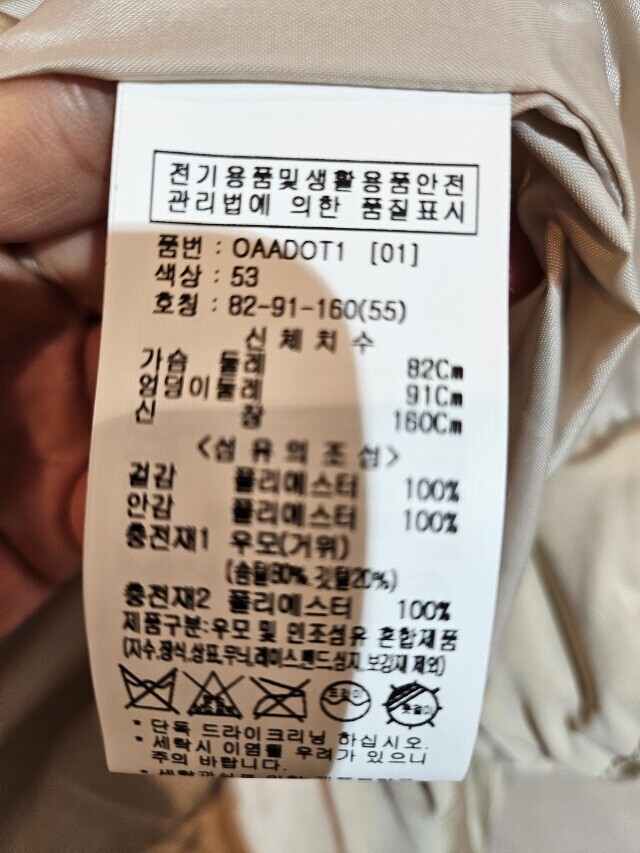 전기용품및생활용품안전
관리법에 의한 품질표시
품번 : OAADOT1 [01]
색상 : 53
호칭 : 82-91-160(55)
신 체 치 수
가슴 둘레 82Cm
엉덩이둘레 91Cm
신 장 160Cm
<섬 유 의 조 성>
겉감 폴리에스터 100%
안감 폴리에스터 100%
충전재1 우모(거위)
(솜털80%,깃털20%)
충전재2 폴리에스터 100%
제품구분:우모 및 인조섬유 혼합제품
(자수,장식,상표,무늬,레이스,밴드,심지,보강재 제외)
드라이
옷걸이
* 단독 드라이크리닝 하십시오.
* 세탁시 이염될 우려가 있으니
주의 바랍니다.